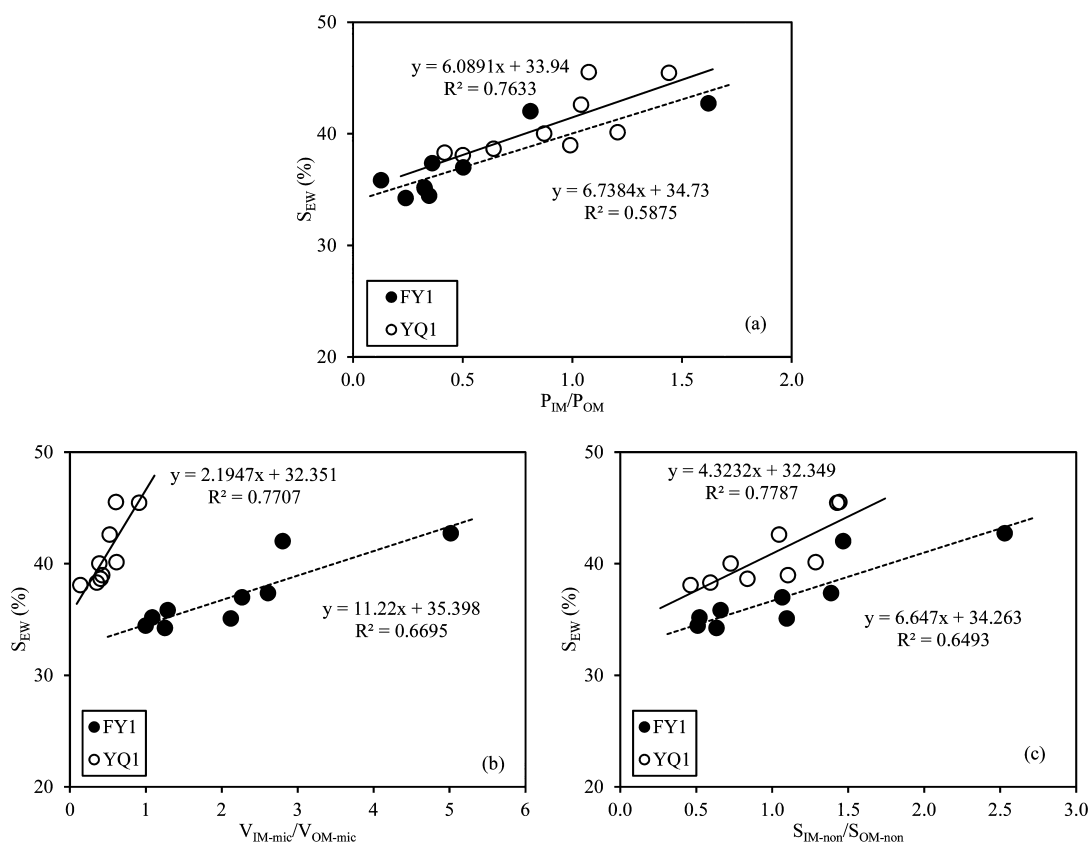 50
40
30
20
S_EW (%)
y = 6.0891x + 33.94
R² = 0.7633
y = 6.7384x + 34.73
R² = 0.5875
FY1
YQ1
(a)
0.0 0.5 1.0 1.5 2.0
P_IM/P_OM
50
40
30
20
S_EW (%)
y = 2.1947x + 32.351
R² = 0.7707
y = 11.22x + 35.398
R² = 0.6695
FY1
YQ1
(b)
0 1 2 3 4 5 6
V_IM-mic/V_OM-mic
50
40
30
20
S_EW (%)
y = 4.3232x + 32.349
R² = 0.7787
y = 6.647x + 34.263
R² = 0.6493
FY1
YQ1
(c)
0.0 0.5 1.0 1.5 2.0 2.5 3.0
S_IM-non/S_OM-non